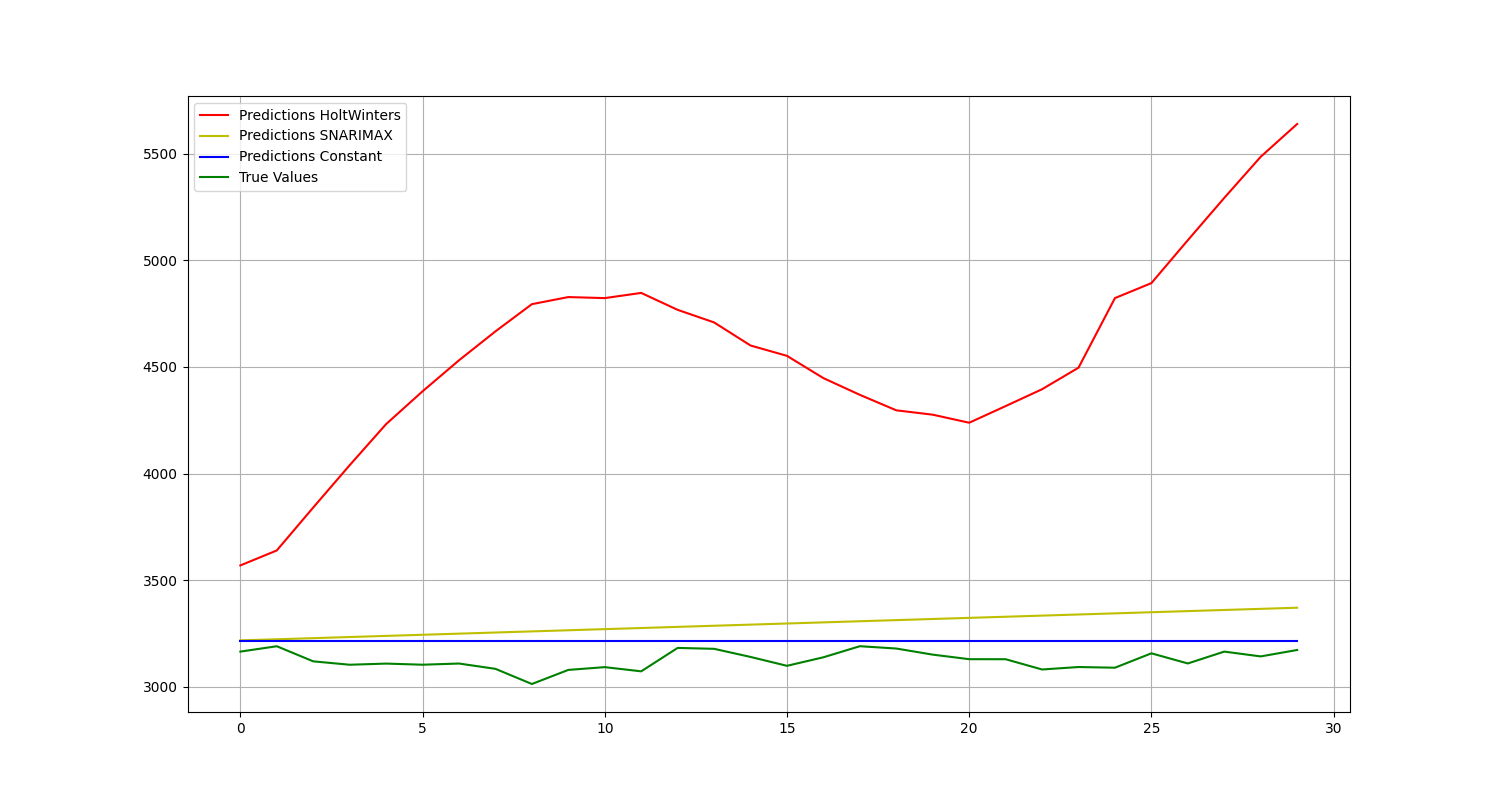 Predictions HoltWinters
Predictions SNARIMAX
Predictions Constant
True Values
5500
5000
4500
4000
3500
3000
0 5 10 15 20 25 30